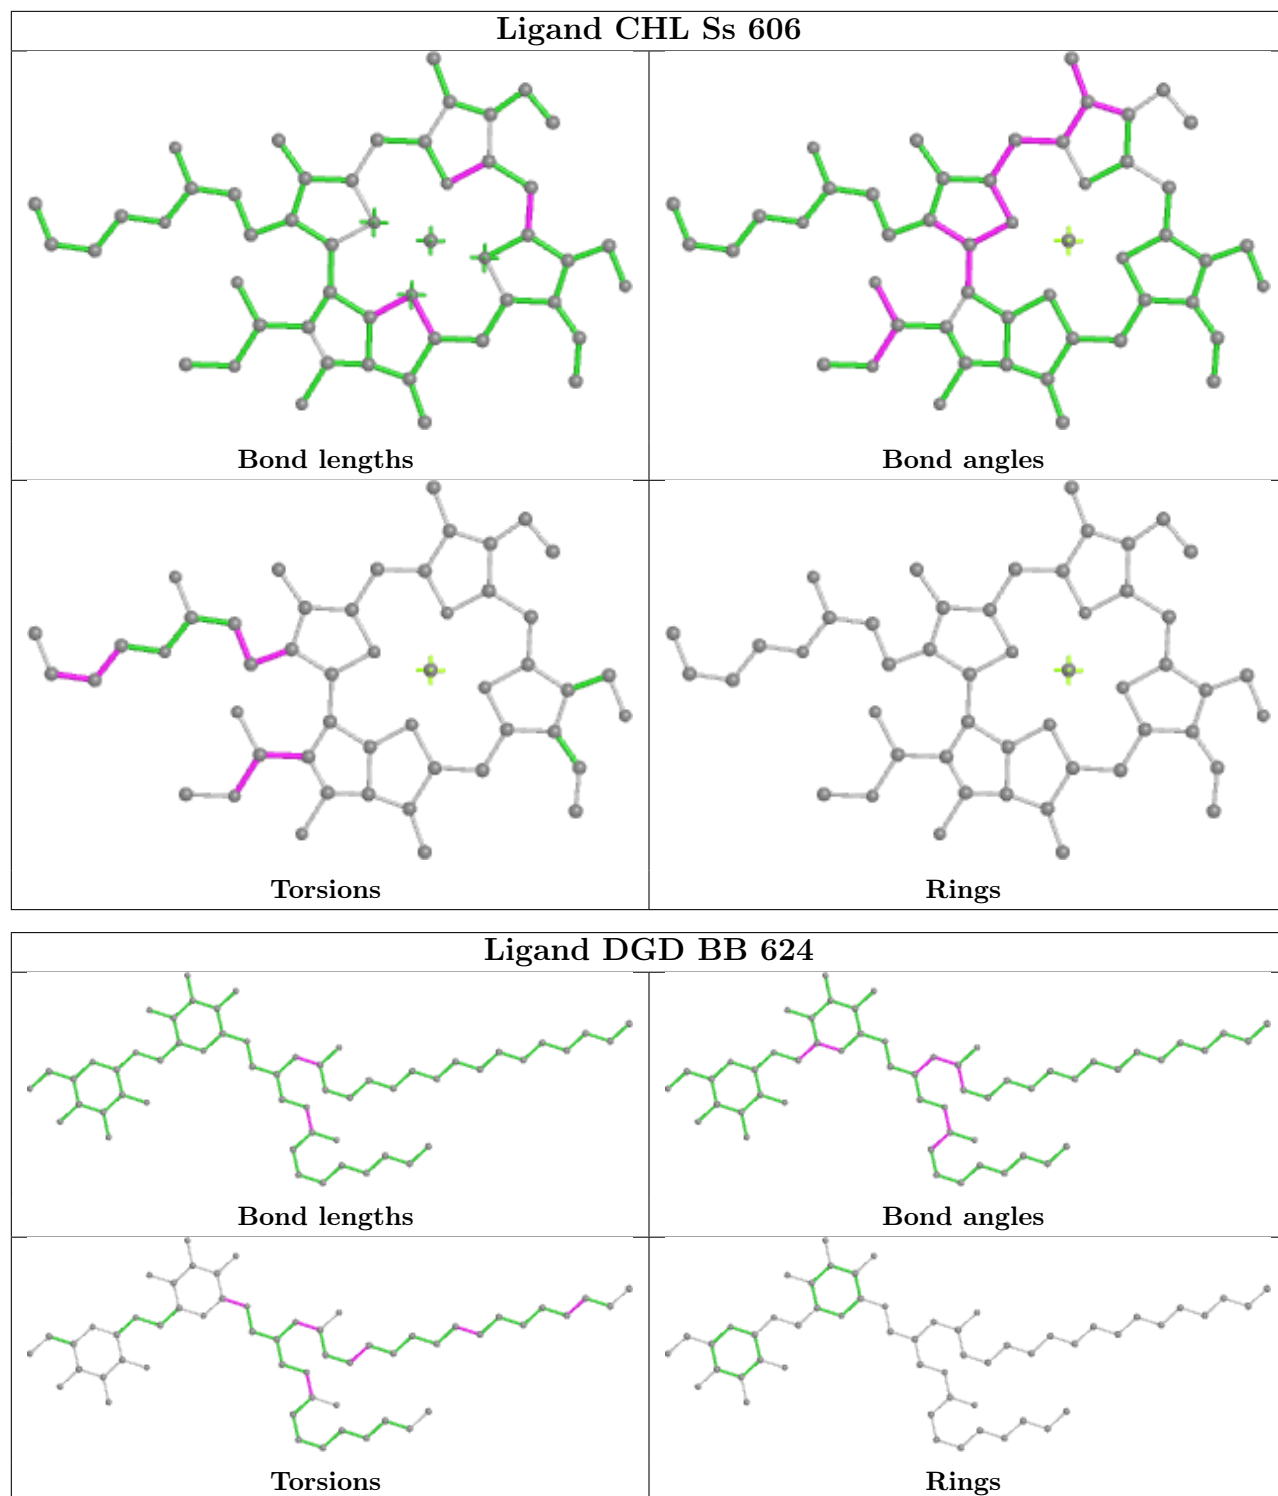 Ligand CHL Ss 606
Bond lengths
Bond angles
Torsions
Rings
Ligand DGD BB 624
Bond lengths
Bond angles
Torsions
Rings